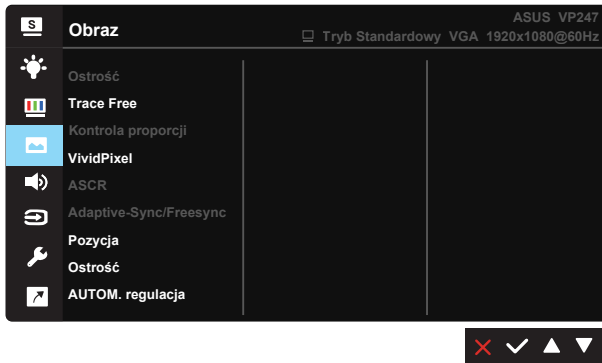 S
Obraz
ASUS VP247
Tryb Standardowy VGA 1920x1080@60Hz
Ostrość
Trace Free
Kontrola proporcji
VividPixel
ASCR
Adaptive-Sync/Freesync
Pozycja
Ostrość
AUTOM. regulacja